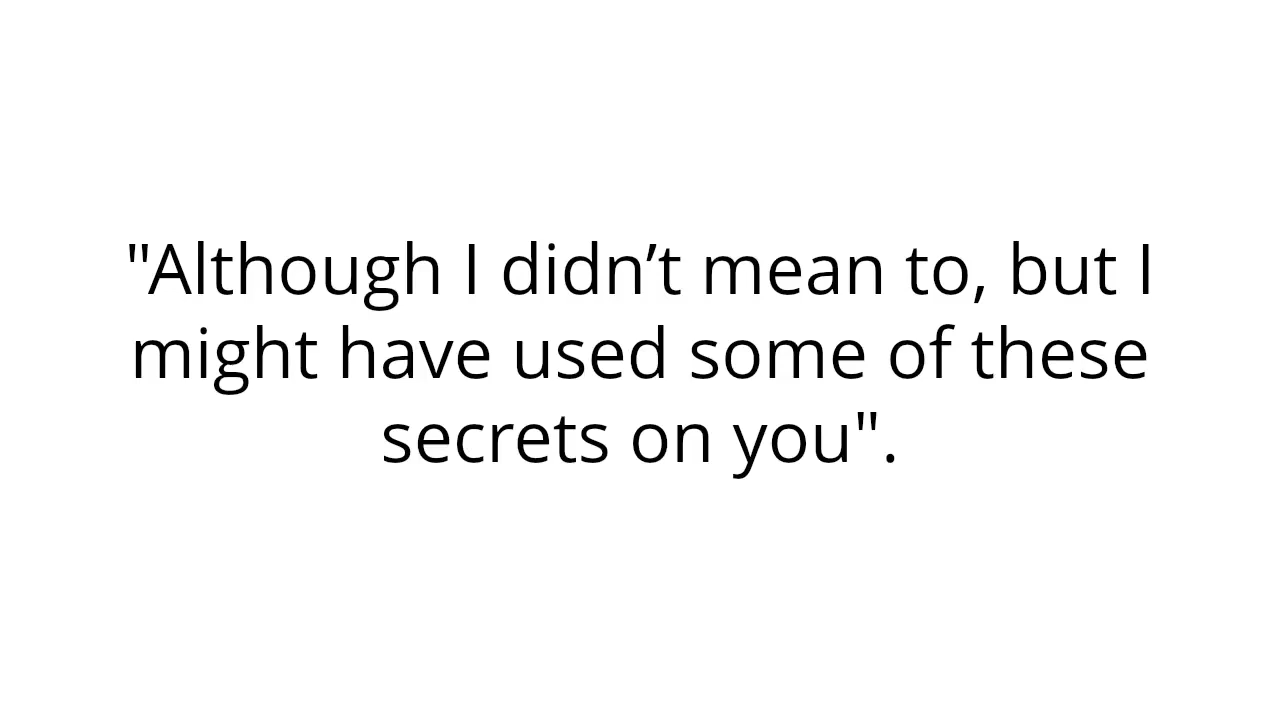 "Although I didn’t mean to, but I
might have used some of these
secrets on you".